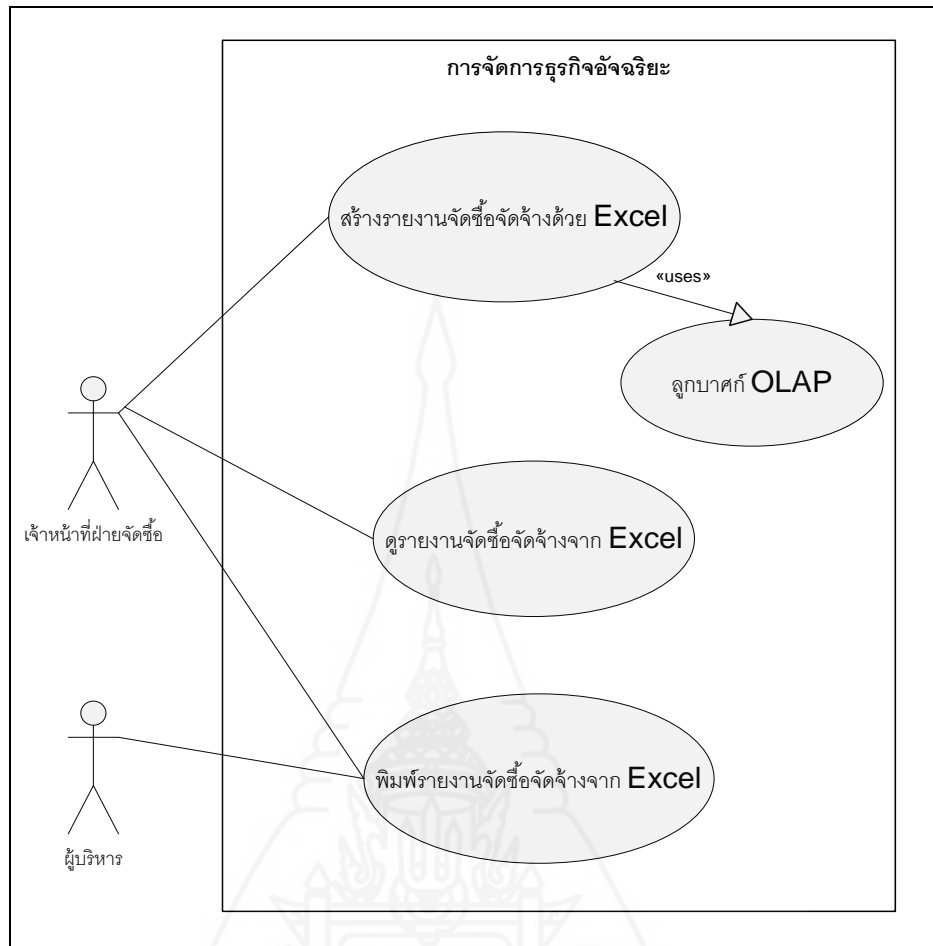 การจัดการธุรกิจอัจฉริยะ
สร้างรายงานจัดซื้อจัดจ้างด้วย Excel
«uses»
ลูกบาศก์ OLAP
เจ้าหน้าที่ฝ่ายจัดซื้อ
ดูรายงานจัดซื้อจัดจ้างจาก Excel
พิมพ์รายงานจัดซื้อจัดจ้างจาก Excel
ผู้บริหาร